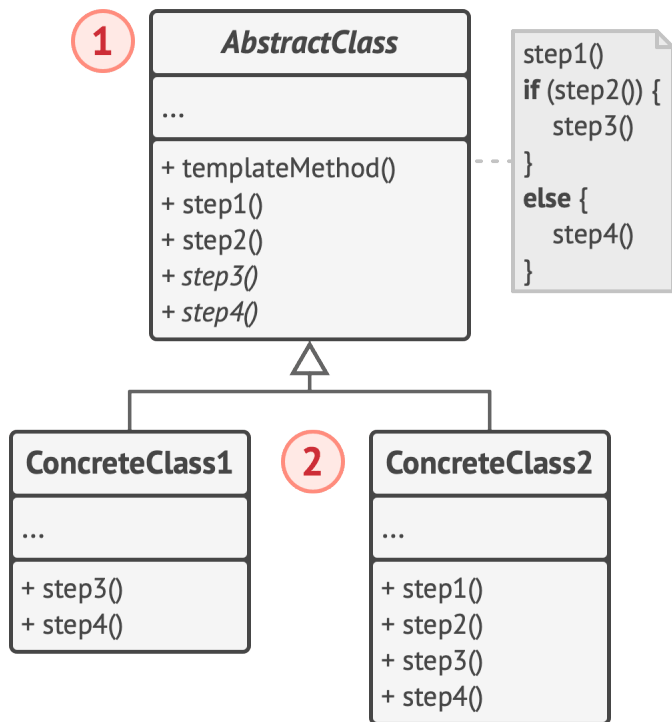 1
AbstractClass
...
+ templateMethod()
+ step1()
+ step2()
+ step3()
+ step4()
step1()
if (step2()) {
step3()
}
else {
step4()
}
2
ConcreteClass1
...
+ step3()
+ step4()
ConcreteClass2
...
+ step1()
+ step2()
+ step3()
+ step4()